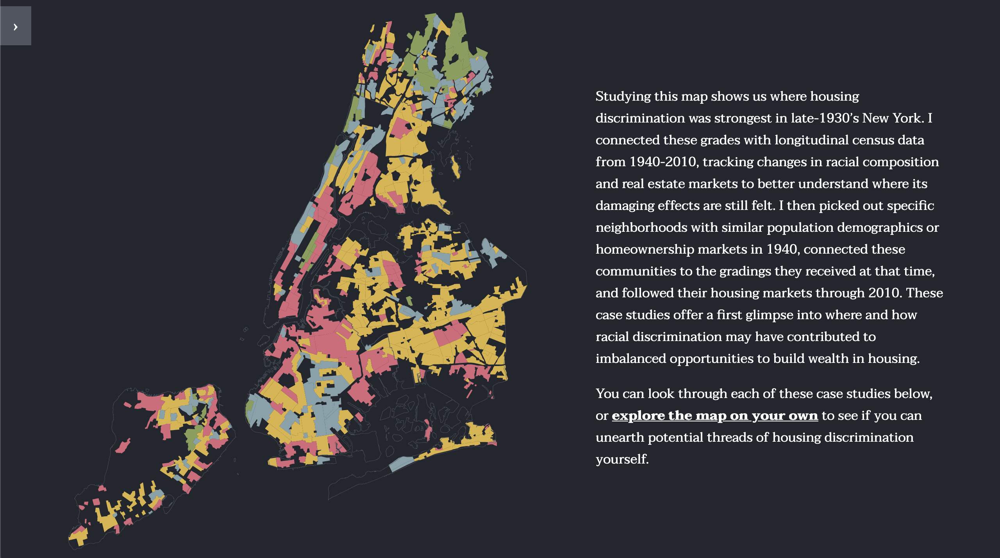 Studying this map shows us where housing
discrimination was strongest in late-1930’s New York. I
connected these grades with longitudinal census data
from 1940-2010, tracking changes in racial composition
and real estate markets to better understand where its
damaging effects are still felt. I then picked out specific
neighborhoods with similar population demographics or
homeownership markets in 1940, connected these
communities to the gradings they received at that time,
and followed their housing markets through 2010. These
case studies offer a first glimpse into where and how
racial discrimination may have contributed to
imbalanced opportunities to build wealth in housing.
You can look through each of these case studies below,
or explore the map on your own to see if you can
unearth potential threads of housing discrimination
yourself.